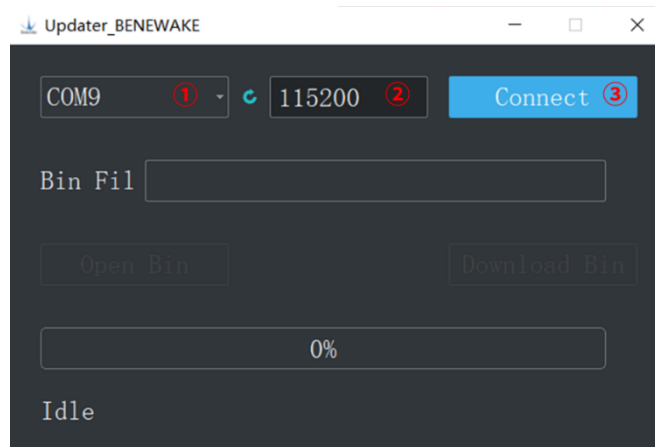 Updater_BENEWAKE
COM9 ① 115200 ② Connect ③
Bin Fil
Open Bin Download Bin
0%
Idle